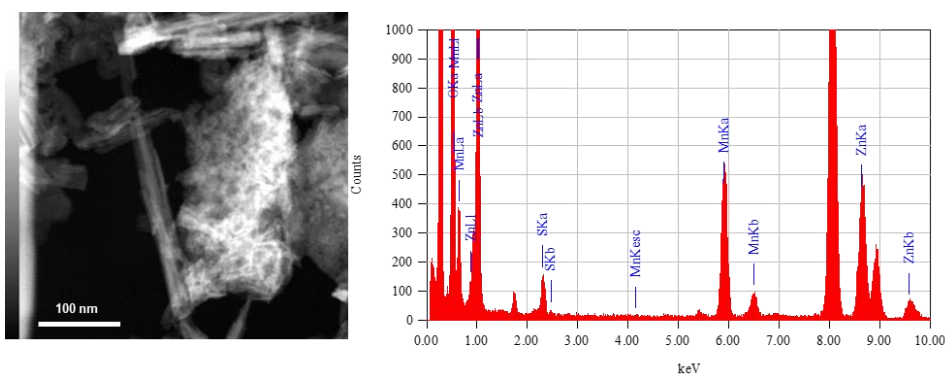 100 nm
Counts
1000
900
800
700
600
500
400
300
200
100
0
OKa MnLl
MnLa
ZnLl
ZnLb ZnLa
SKa
SKb
MnKesc
MnKa
MnKb
ZnKa
ZnKb
0.00 1.00 2.00 3.00 4.00 5.00 6.00 7.00 8.00 9.00 10.00
keV